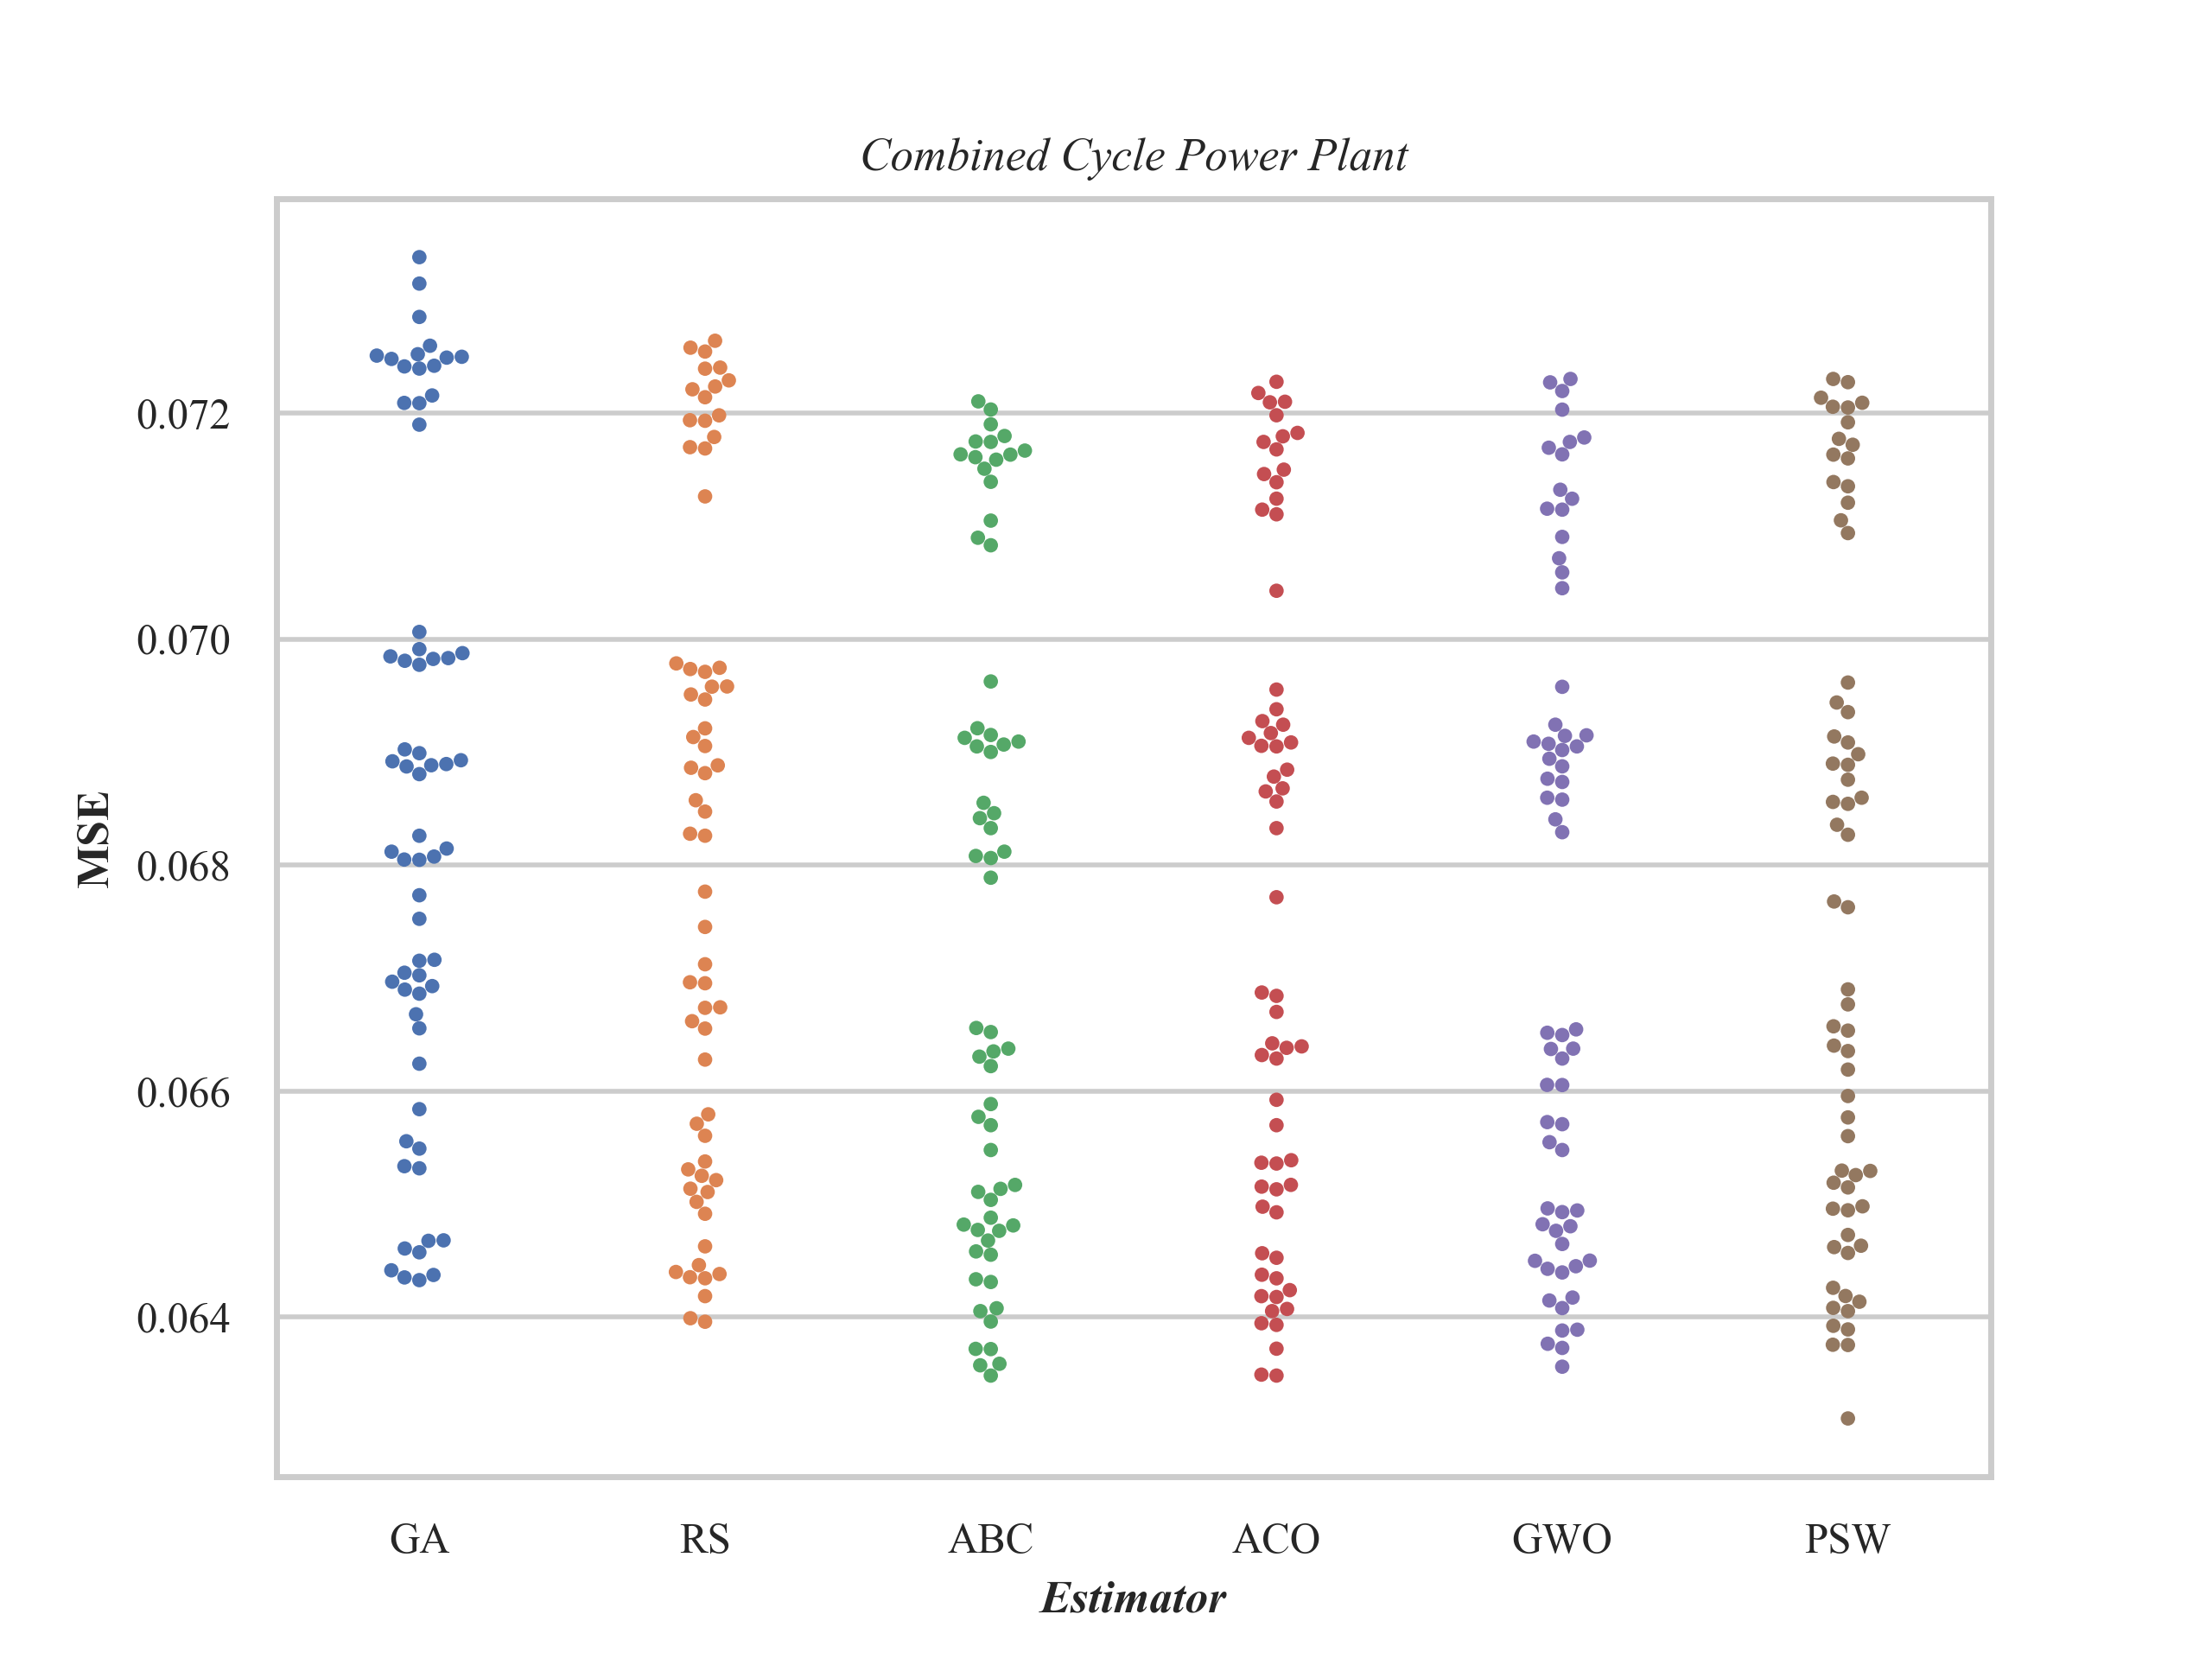 Combined Cycle Power Plant
MSE
0.072
0.070
0.068
0.066
0.064
GA RS ABC ACO GWO PSW
Estimator